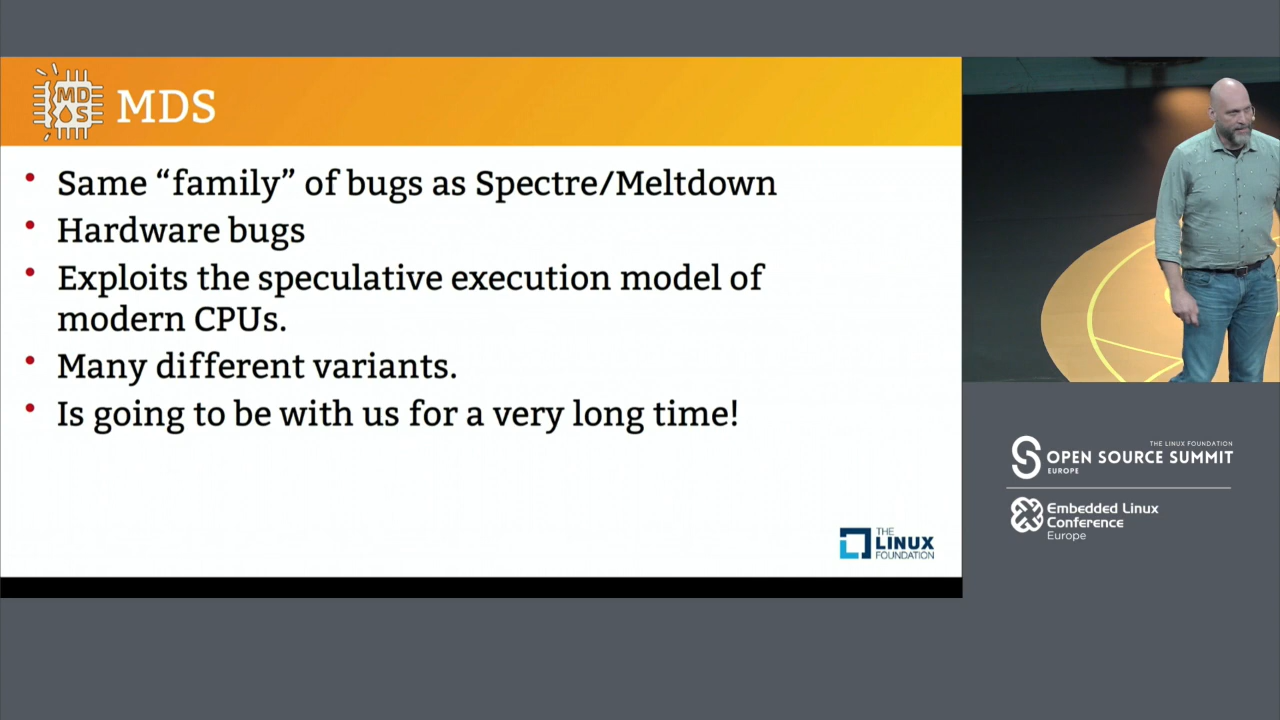 MD
S
MDS
• Same “family” of bugs as Spectre/Meltdown
• Hardware bugs
• Exploits the speculative execution model of
modern CPUs.
• Many different variants.
• Is going to be with us for a very long time!
THE
LINUX
FOUNDATION
THE LINUX FOUNDATION
OPEN SOURCE SUMMIT
EUROPE
Embedded Linux
Conference
Europe